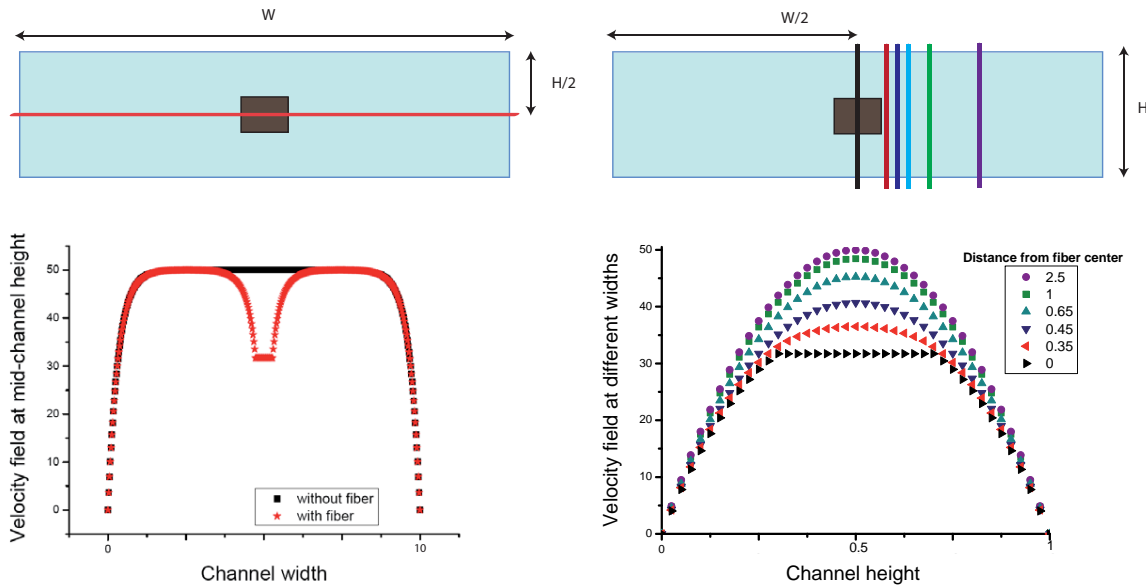 W
H/2
W/2
H
Velocity field at mid-channel height
50
40
30
20
10
0
without fiber
with fiber
0
10
Channel width
Velocity field at different widths
50
40
30
20
10
0
Distance from fiber center
2.5
1
0.65
0.45
0.35
0
0
0.5
1
Channel height